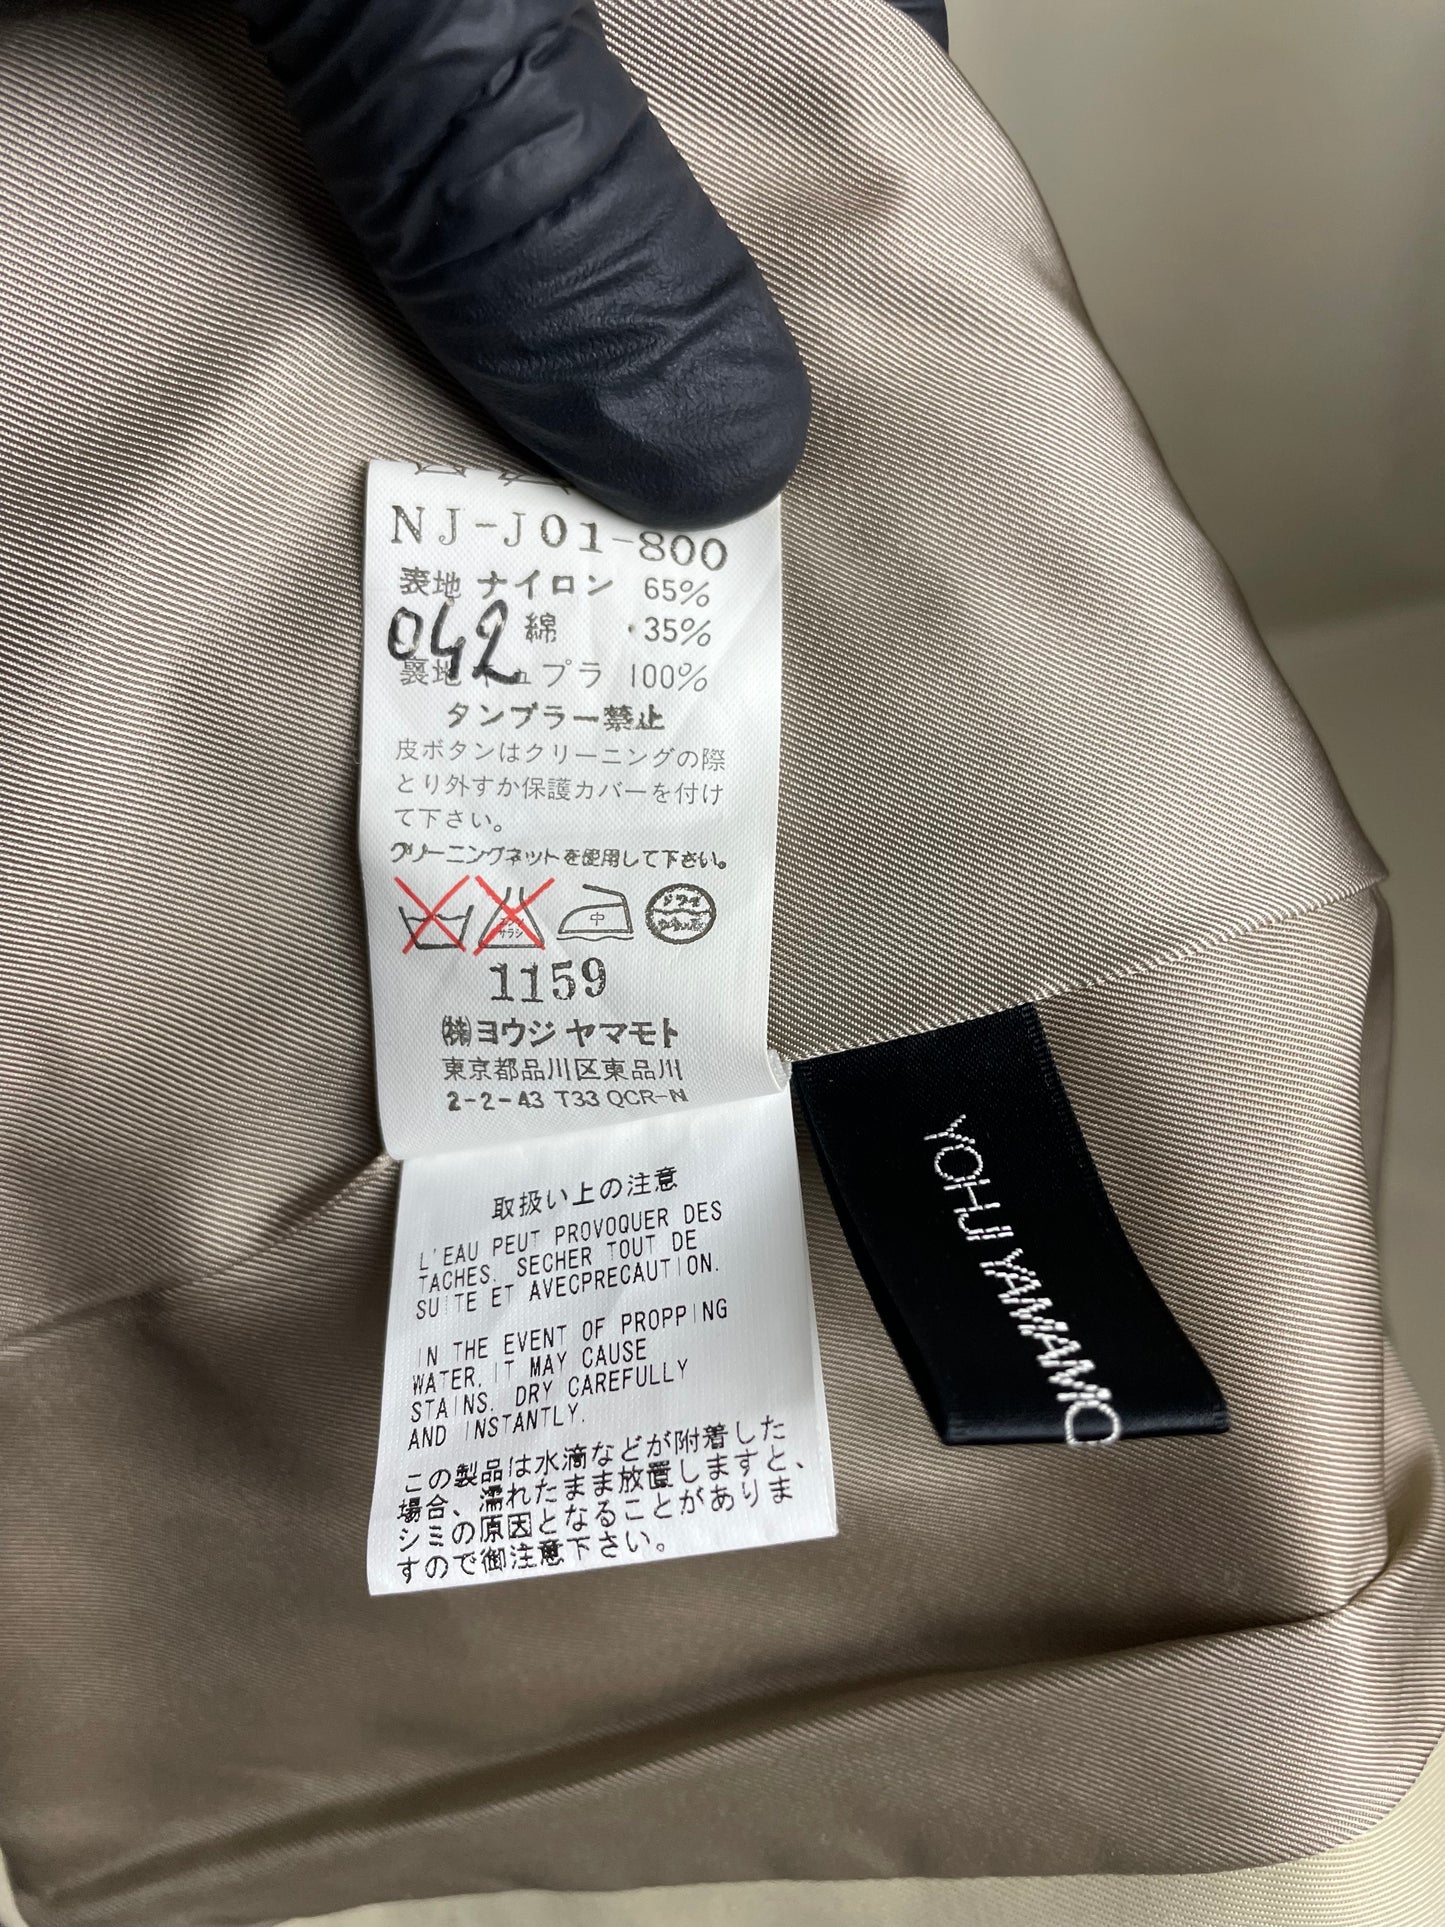 NJ-J01-800
表地 ナイロン 65%
042 綿 35%
裏地 キュプラ 100%
タンブラー禁止
皮ボタンはクリーニングの際
とり外すか保護カバーを付け
て下さい。
クリーニングネットを使用して下さい。
エンソ
サラシ
中
ドライ
1159
㈱ヨウジ ヤマモト
東京都品川区東品川
2-2-43 T33 QCR-N
取扱い上の注意
L'EAU PEUT PROVOQUER DES
TACHES. SECHER TOUT DE
SUITE ET AVECPRECAUTION.
IN THE EVENT OF PROPPING
WATER, IT MAY CAUSE
STAINS. DRY CAREFULLY
AND INSTANTLY.
この製品は水滴などが附着した
場合、濡れたまま放置しますと、
シミの原因となることがありま
すので御注意下さい。
YOHJI YAMAMO